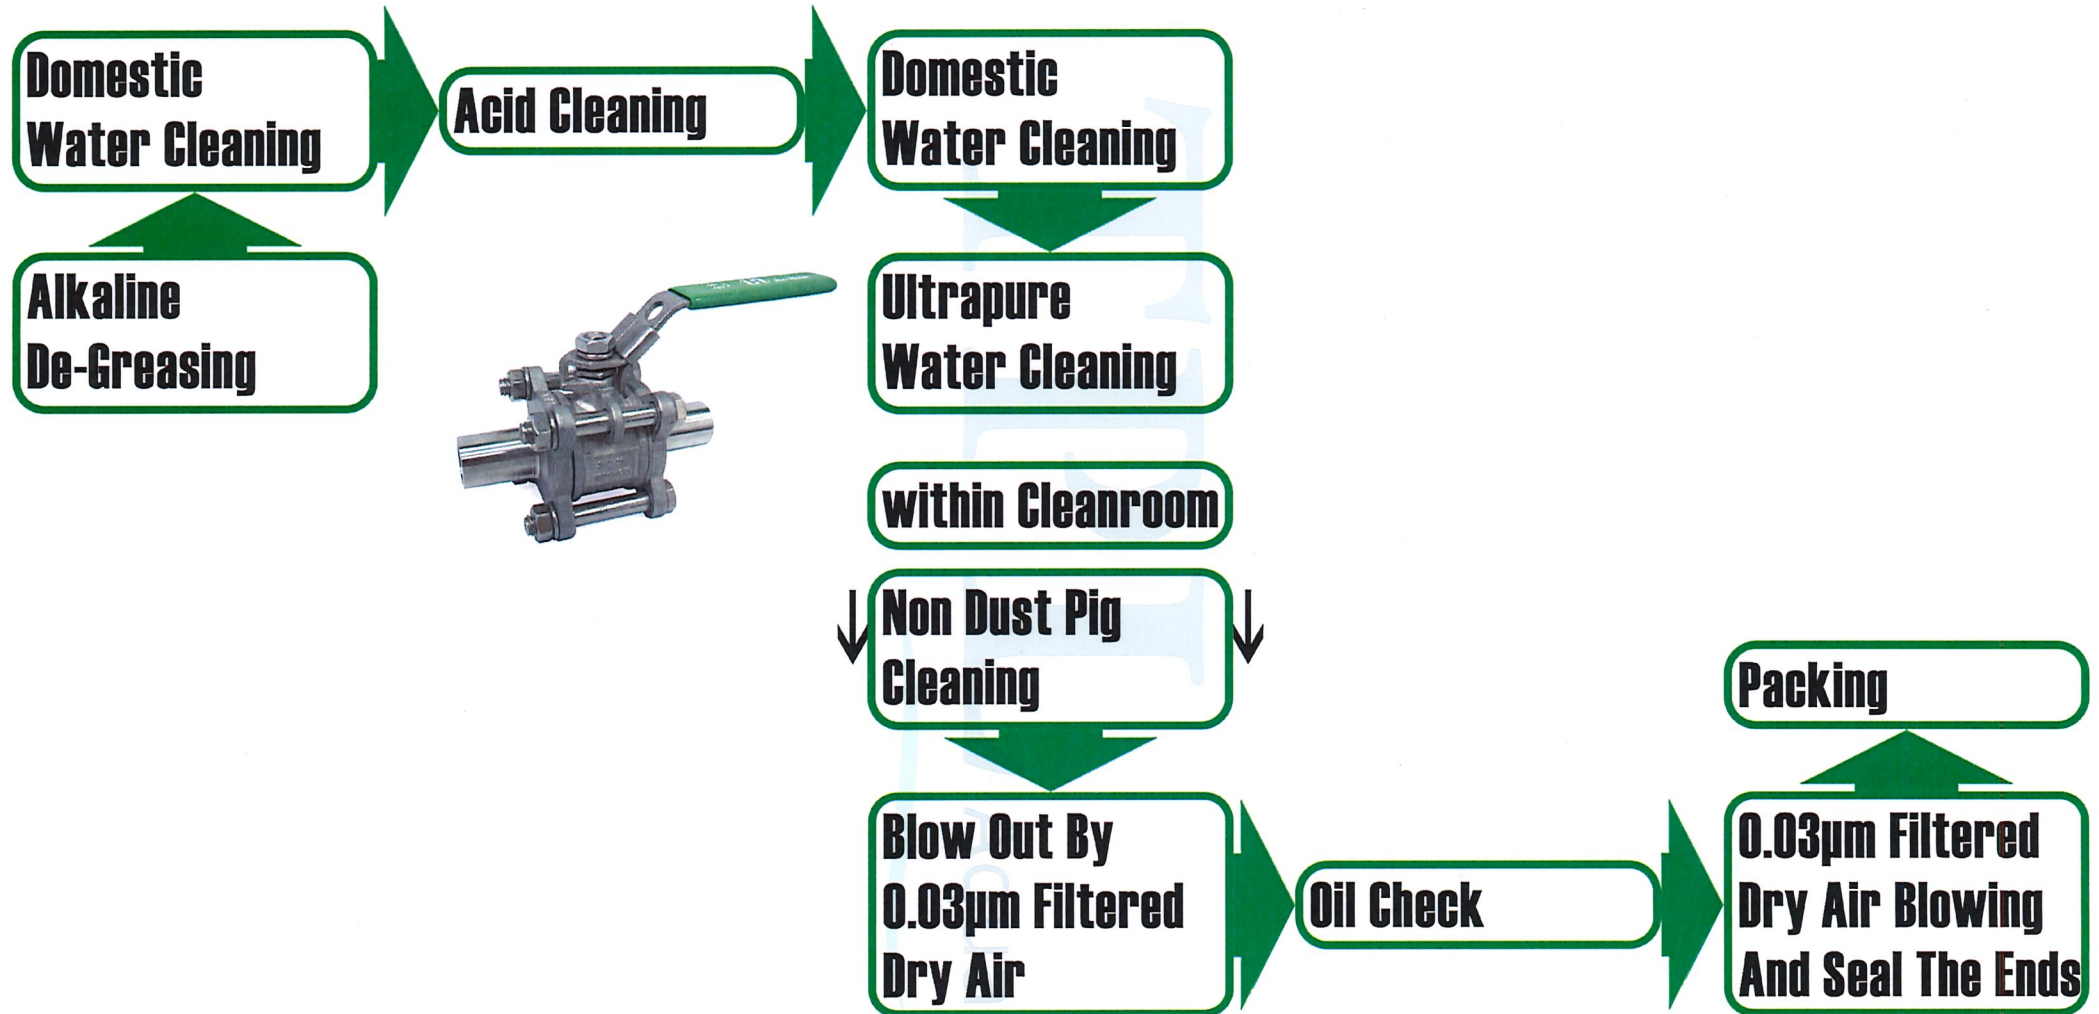 Domestic
Water Cleaning
Acid Cleaning
Domestic
Water Cleaning
Alkaline
De-Greasing
Ultrapure
Water Cleaning
within Cleanroom
Non Dust Pig
Cleaning
Packing
Blow Out By
0.03µm Filtered
Dry Air
Oil Check
0.03µm Filtered
Dry Air Blowing
And Seal The Ends